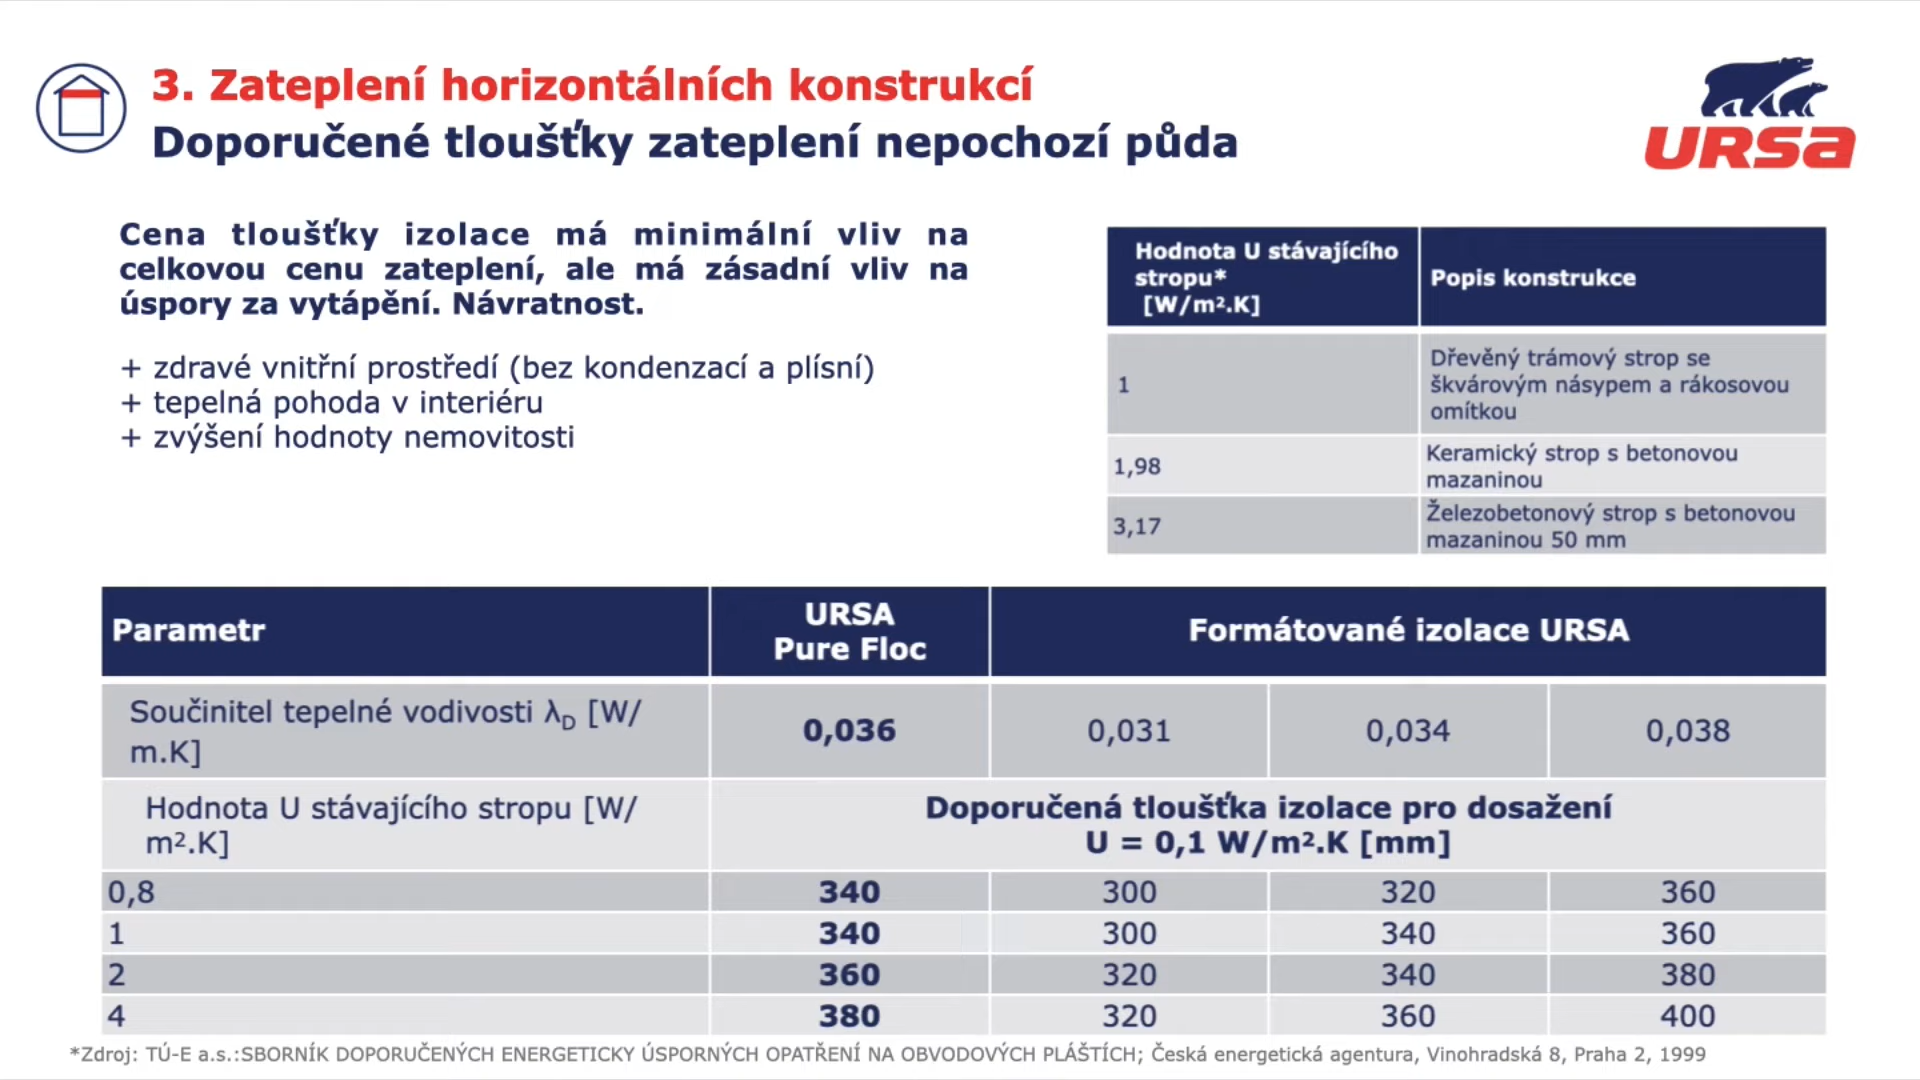 3. Zateplení horizontálních konstrukcí
Doporučené tloušťky zateplení nepochozí půda
URSA
Cena tloušťky izolace má minimální vliv na
celkovou cenu zateplení, ale má zásadní vliv na
úspory za vytápění. Návratnost.
+ zdravé vnitřní prostředí (bez kondenzací a plísní)
+ tepelná pohoda v interiéru
+ zvýšení hodnoty nemovitosti
Hodnota U stávajícího
stropu*
[W/m².K]
Popis konstrukce
1
Dřevěný trámový strop se
škvárovým násypem a rákosovou
omítkou
1,98
Keramický strop s betonovou
mazaninou
3,17
Železobetonový strop s betonovou
mazaninou 50 mm
Parametr
URSA
Pure Floc
Formátované izolace URSA
Součinitel tepelné vodivosti λD [W/
m.K]
0,036
0,031
0,034
0,038
Hodnota U stávajícího stropu [W/
m².K]
Doporučená tloušťka izolace pro dosažení
U = 0,1 W/m².K [mm]
0,8 340 300 320 360
1 340 300 340 360
2 360 320 340 380
4 380 320 360 400
*Zdroj: TÚ-E a.s.:SBORNÍK DOPORUČENÝCH ENERGETICKY ÚSPORNÝCH OPATŘENÍ NA OBVODOVÝCH PLÁŠTÍCH; Česká energetická agentura, Vinohradská 8, Praha 2, 1999